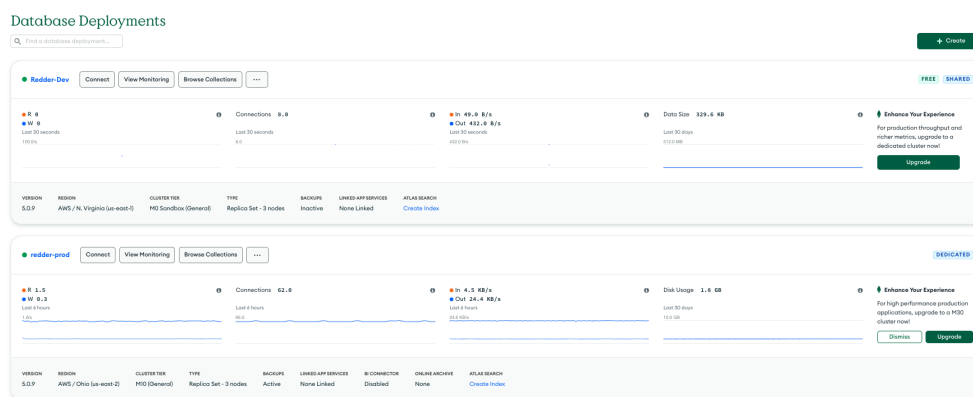 Database Deployments
Find a database deployment...
+ Create
Redder-Dev Connect View Monitoring Browse Collections ... FREE SHARED
R 0
W 0
Last 30 seconds
100.0/s
Connections 8.0
Last 30 seconds
8.0
In 49.0 B/s
Out 432.0 B/s
Last 30 seconds
432.0 B/s
Data Size 329.6 KB
Last 30 days
512.0 MB
Enhance Your Experience
For production throughput and
richer metrics, upgrade to a
dedicated cluster now!
Upgrade
VERSION REGION CLUSTER TIER TYPE BACKUPS LINKED APP SERVICES ATLAS SEARCH
5.0.9 AWS / N. Virginia (us-east-1) M0 Sandbox (General) Replica Set - 3 nodes Inactive None Linked Create Index
redder-prod Connect View Monitoring Browse Collections ... DEDICATED
R 1.5
W 0.3
Last 6 hours
Connections 62.0
Last 6 hours
In 4.5 KB/s
Out 24.4 KB/s
Last 6 hours
Disk Usage 1.6 GB
Last 30 days
Enhance Your Experience
For high performance production
applications, upgrade to a M30
cluster now!
Dismiss Upgrade
VERSION REGION CLUSTER TIER TYPE BACKUPS LINKED APP SERVICES BI CONNECTOR ONLINE ARCHIVE ATLAS SEARCH
5.0.9 AWS / Ohio (us-east-2) M10 (General) Replica Set - 3 nodes Active None Linked Disabled None Create Index